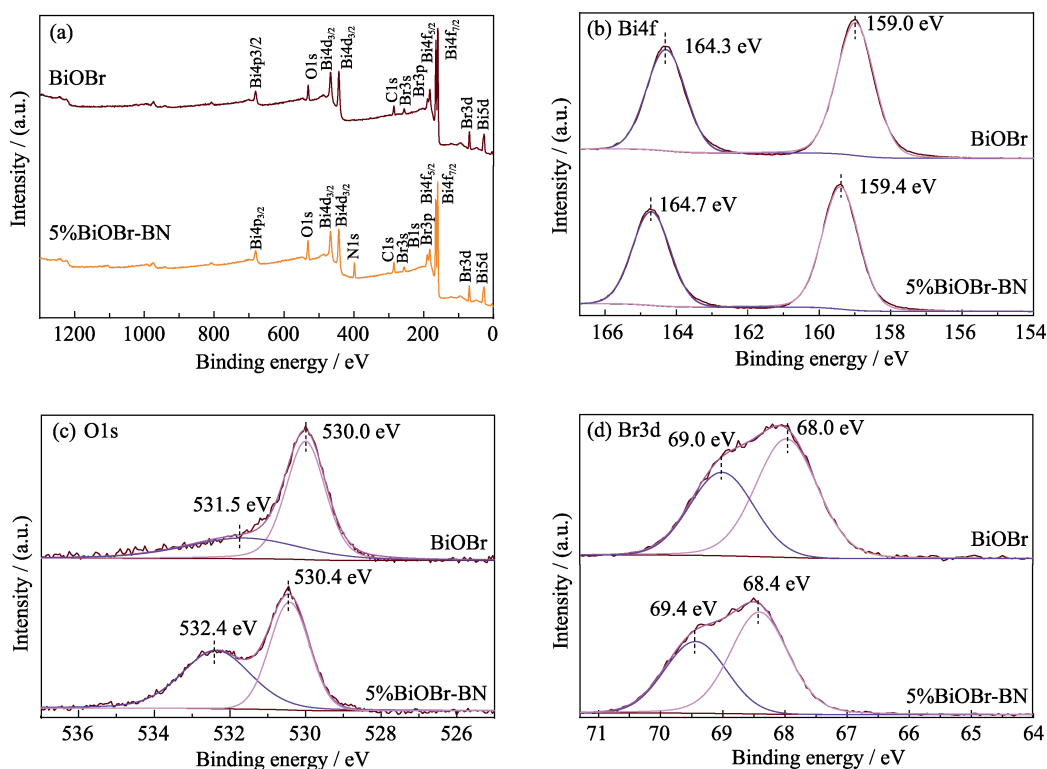 (a)
BiOBr
Bi4p3/2
O1s
Bi4d3/2
Bi4d3/2
C1s
Br3s
Br3p
Bi4f5/2
Bi4f7/2
Br3d
Bi5d
5%BiOBr-BN
Bi4p3/2
O1s
Bi4d3/2
Bi4d3/2
N1s
C1s
Br3s
B1s
Br3p
Bi4f5/2
Bi4f7/2
Br3d
Bi5d
Intensity / (a.u.)
1200 1000 800 600 400 200 0
Binding energy / eV
(b) Bi4f
164.3 eV
159.0 eV
BiOBr
164.7 eV
159.4 eV
5%BiOBr-BN
Intensity / (a.u.)
166 164 162 160 158 156 154
Binding energy / eV
(c) O1s
530.0 eV
531.5 eV
BiOBr
530.4 eV
532.4 eV
5%BiOBr-BN
Intensity / (a.u.)
536 534 532 530 528 526
Binding energy / eV
(d) Br3d
69.0 eV
68.0 eV
BiOBr
69.4 eV
68.4 eV
5%BiOBr-BN
Intensity / (a.u.)
71 70 69 68 67 66 65 64
Binding energy / eV